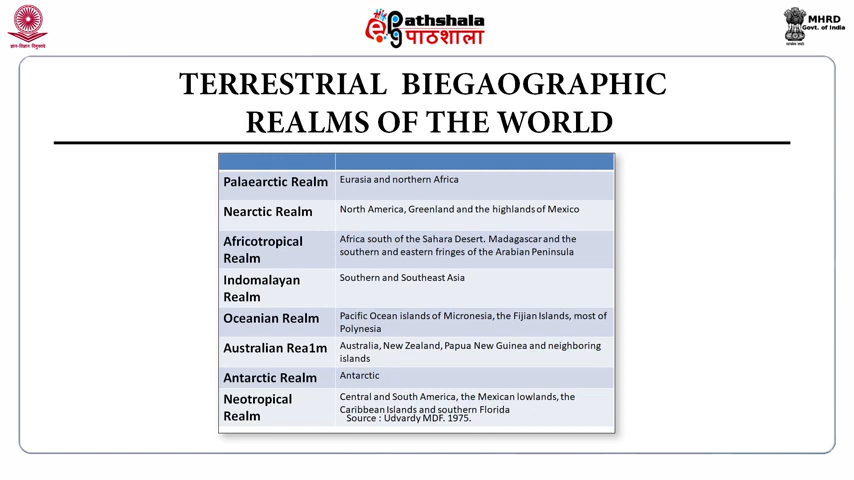 ज्ञान-विज्ञान विमुक्तये
Pathshala
पाठशाला
MHRD
Govt. of India
TERRESTRIAL BIEGAOGRAPHIC
REALMS OF THE WORLD
Palaearctic Realm
Eurasia and northern Africa
Nearctic Realm
North America, Greenland and the highlands of Mexico
Africotropical
Realm
Africa south of the Sahara Desert. Madagascar and the
southern and eastern fringes of the Arabian Peninsula
Indomalayan
Realm
Southern and Southeast Asia
Oceanian Realm
Pacific Ocean islands of Micronesia, the Fijian Islands, most of
Polynesia
Australian Rea1m
Australia, New Zealand, Papua New Guinea and neighboring
islands
Antarctic Realm
Antarctic
Neotropical
Realm
Central and South America, the Mexican lowlands, the
Caribbean Islands and southern Florida
Source : Udvardy MDF. 1975.